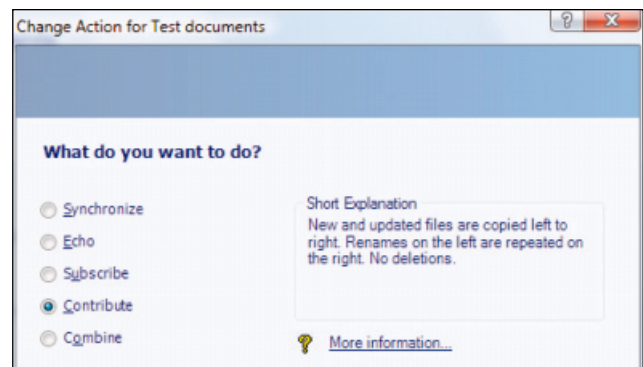 Change Action for Test documents
What do you want to do?
Synchronize
Echo
Subscribe
Contribute
Combine
Short Explanation
New and updated files are copied left to
right. Renames on the left are repeated on
the right. No deletions.
More information...